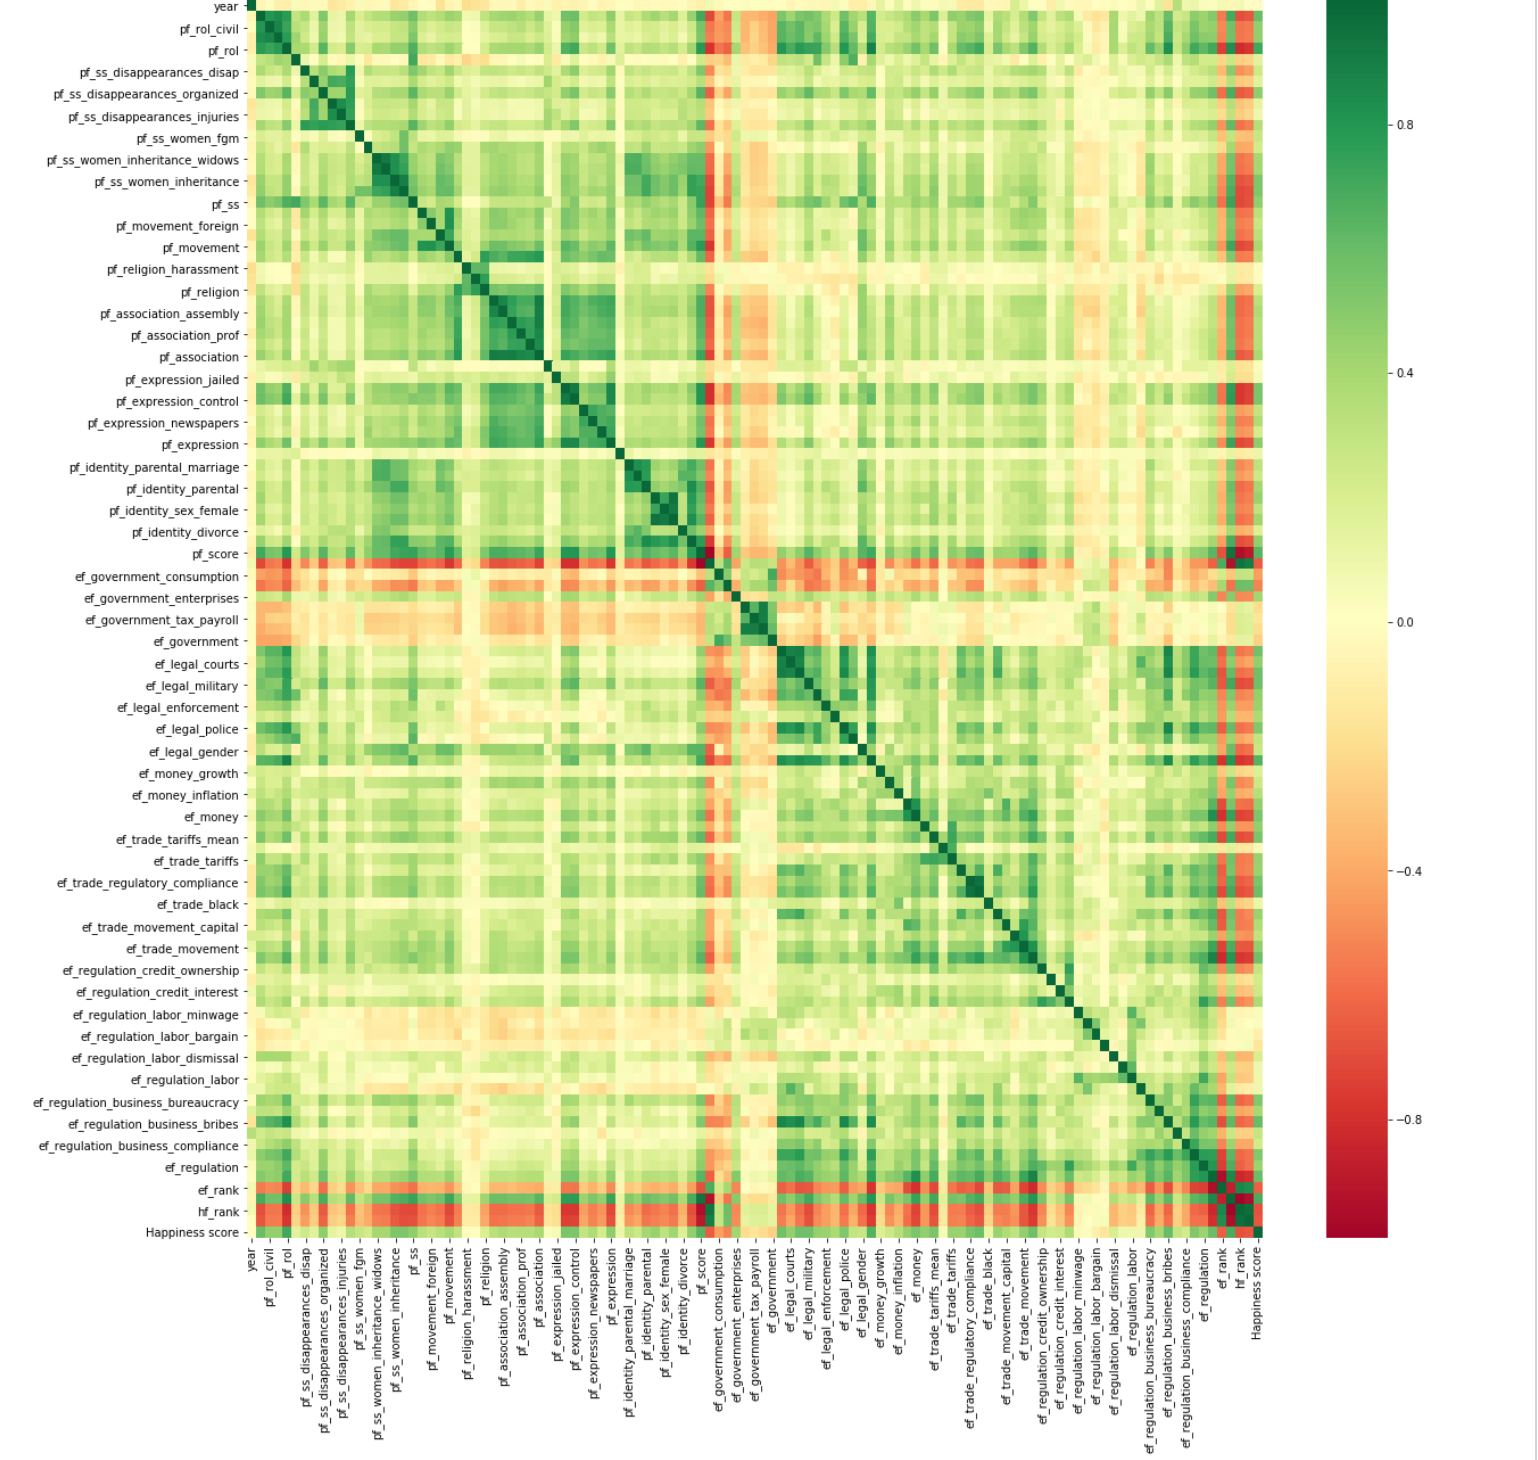 year
pf_rol_civil
pf_rol
pf_ss_disappearances_disap
pf_ss_disappearances_organized
pf_ss_disappearances_injuries
pf_ss_women_fgm
pf_ss_women_inheritance_widows
pf_ss_women_inheritance
pf_ss
pf_movement_foreign
pf_movement
pf_religion_harassment
pf_religion
pf_association_assembly
pf_association_prof
pf_association
pf_expression_jailed
pf_expression_control
pf_expression_newspapers
pf_expression
pf_identity_parental_marriage
pf_identity_parental
pf_identity_sex_female
pf_identity_divorce
pf_score
ef_government_consumption
ef_government_enterprises
ef_government_tax_payroll
ef_government
ef_legal_courts
ef_legal_military
ef_legal_enforcement
ef_legal_police
ef_legal_gender
ef_money_growth
ef_money_inflation
ef_money
ef_trade_tariffs_mean
ef_trade_tariffs
ef_trade_regulatory_compliance
ef_trade_black
ef_trade_movement_capital
ef_trade_movement
ef_regulation_credit_ownership
ef_regulation_credit_interest
ef_regulation_labor_minwage
ef_regulation_labor_bargain
ef_regulation_labor_dismissal
ef_regulation_labor
ef_regulation_business_bureaucracy
ef_regulation_business_bribes
ef_regulation_business_compliance
ef_regulation
ef_rank
hf_rank
Happiness score
year
pf_rol_civil
pf_rol
pf_ss_disappearances_disap
pf_ss_disappearances_organized
pf_ss_disappearances_injuries
pf_ss_women_fgm
pf_ss_women_inheritance_widows
pf_ss_women_inheritance
pf_ss
pf_movement_foreign
pf_movement
pf_religion_harassment
pf_religion
pf_association_assembly
pf_association_prof
pf_association
pf_expression_jailed
pf_expression_control
pf_expression_newspapers
pf_expression
pf_identity_parental_marriage
pf_identity_parental
pf_identity_sex_female
pf_identity_divorce
pf_score
ef_government_consumption
ef_government_enterprises
ef_government_tax_payroll
ef_government
ef_legal_courts
ef_legal_military
ef_legal_enforcement
ef_legal_police
ef_legal_gender
ef_money_growth
ef_money_inflation
ef_money
ef_trade_tariffs_mean
ef_trade_tariffs
ef_trade_regulatory_compliance
ef_trade_black
ef_trade_movement_capital
ef_trade_movement
ef_regulation_credit_ownership
ef_regulation_credit_interest
ef_regulation_labor_minwage
ef_regulation_labor_bargain
ef_regulation_labor_dismissal
ef_regulation_labor
ef_regulation_business_bureaucracy
ef_regulation_business_bribes
ef_regulation_business_compliance
ef_regulation
ef_rank
hf_rank
Happiness score
0.8
0.4
0.0
−0.4
−0.8